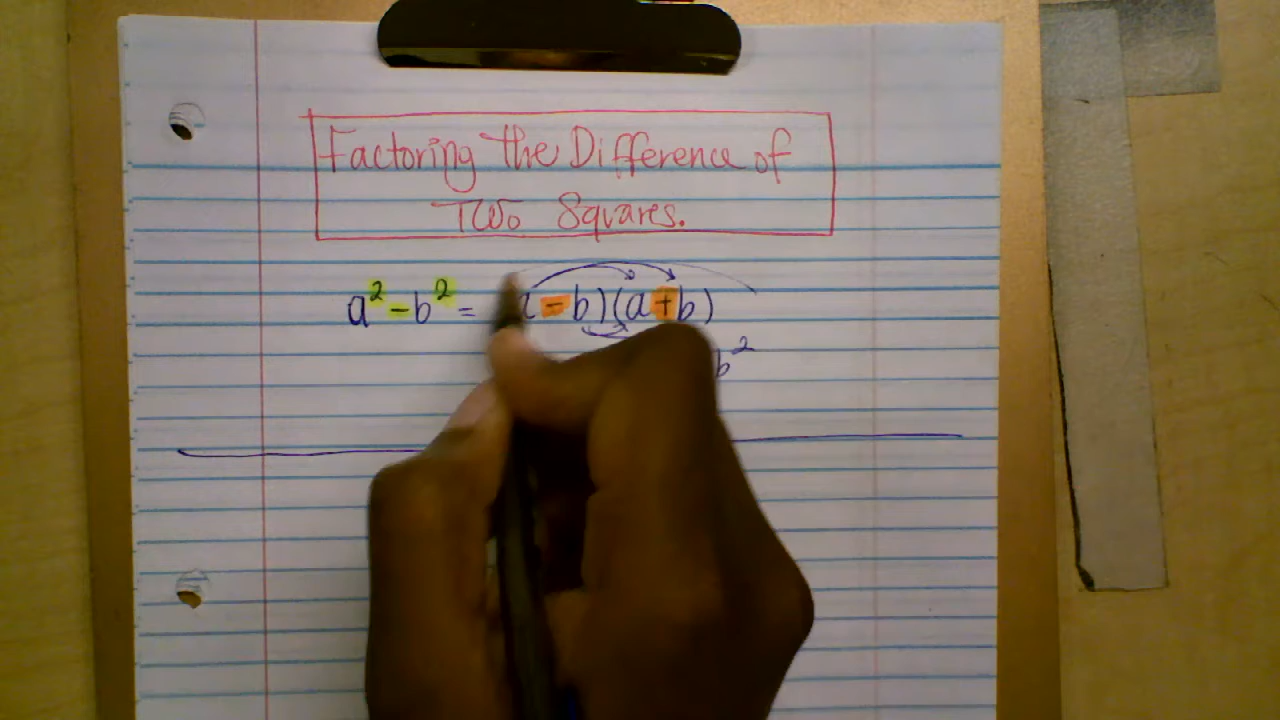 Factoring the Difference of
Two Squares.
a² - b² = a - b)(a + b)
b²